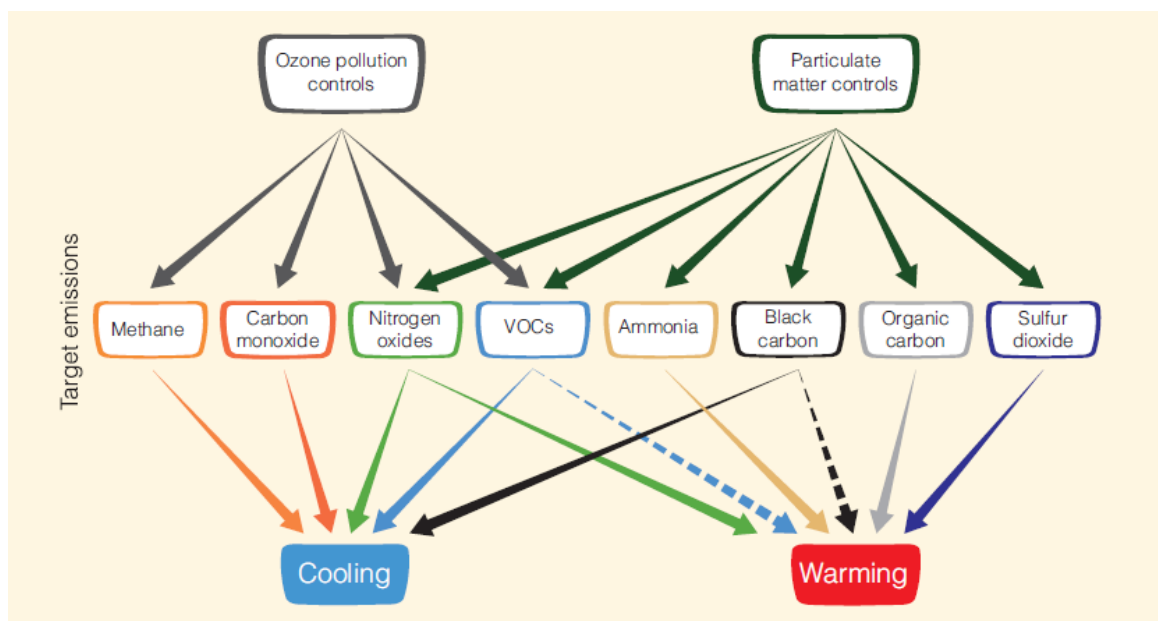 Ozone pollution
controls
Particulate
matter controls
Target emissions
Methane
Carbon
monoxide
Nitrogen
oxides
VOCs
Ammonia
Black
carbon
Organic
carbon
Sulfur
dioxide
Cooling
Warming